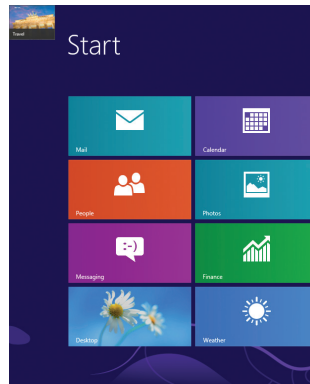 Travel
Start
Mail
Calendar
People
Photos
:-)
Messaging
Finance
Desktop
Weather